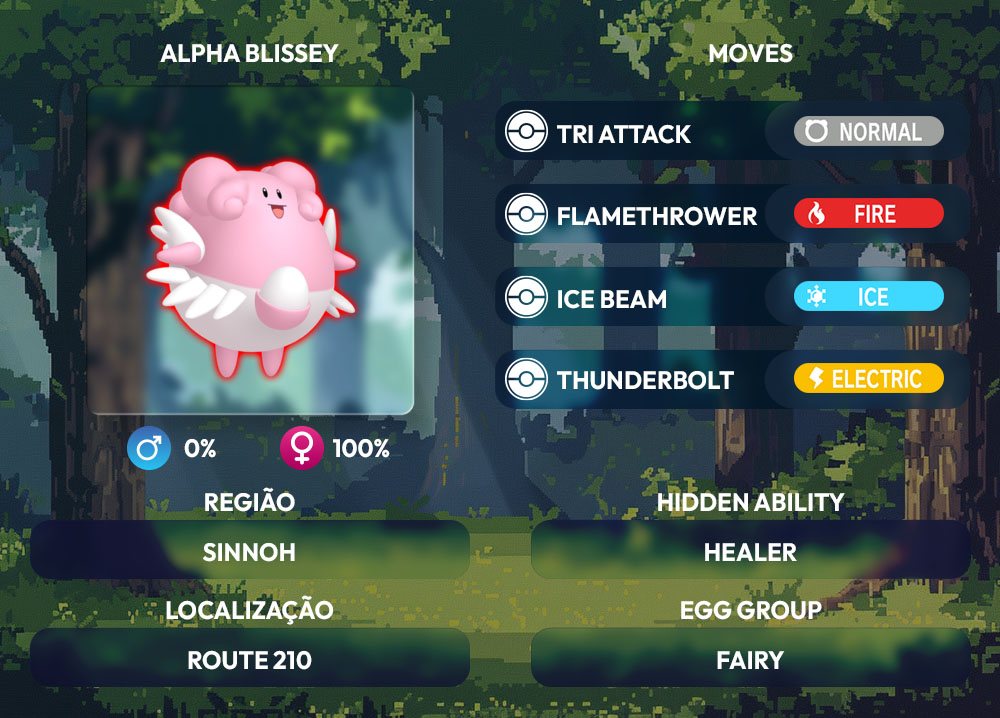 ALPHA BLISSEY
0%
100%
REGIÃO
SINNOH
LOCALIZAÇÃO
ROUTE 210
MOVES
TRI ATTACK
NORMAL
FLAMETHROWER
FIRE
ICE BEAM
ICE
THUNDERBOLT
ELECTRIC
HIDDEN ABILITY
HEALER
EGG GROUP
FAIRY